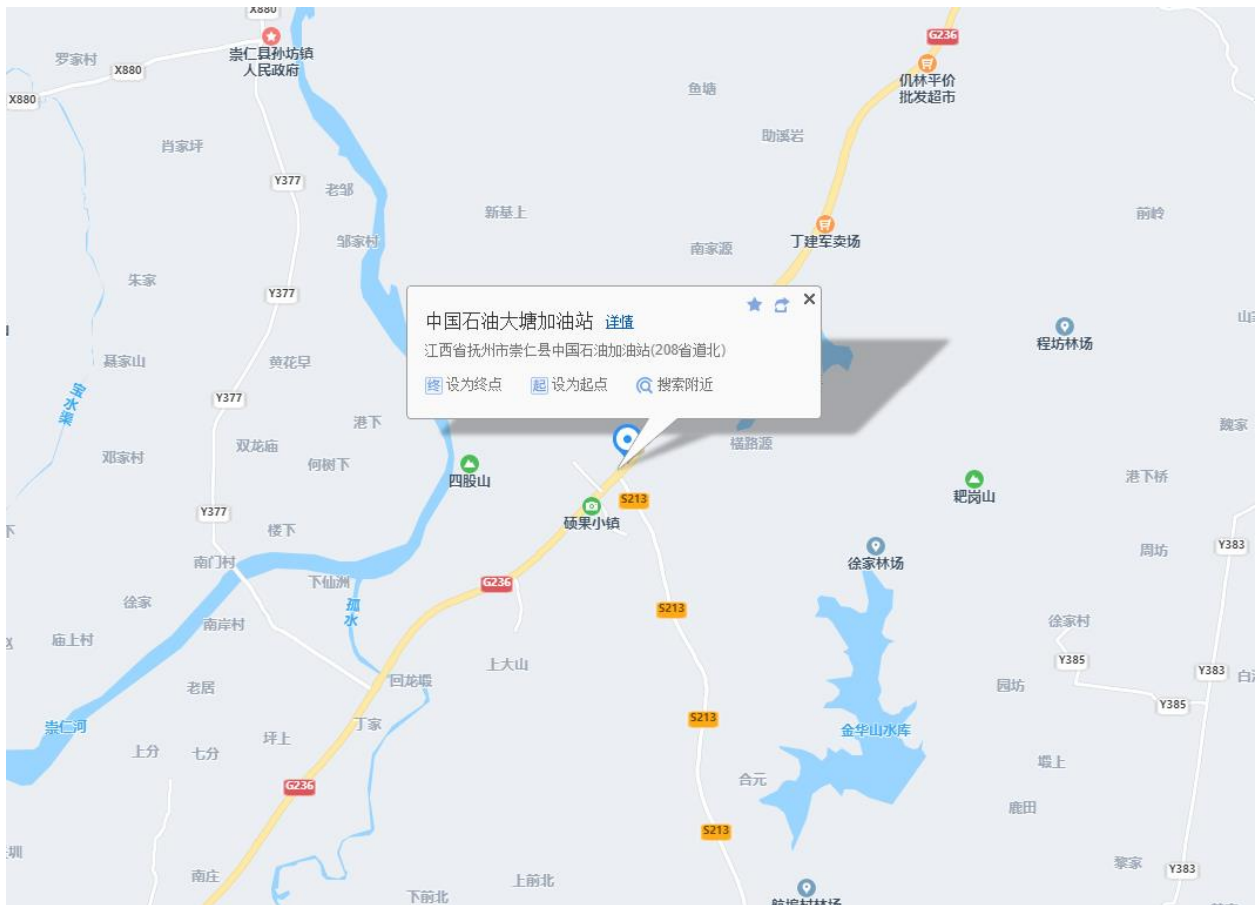 X880
G236
崇仁县孙坊镇
人民政府
罗家村
X880
仉林平价
批发超市
X880
鱼塘
助溪岩
肖家坪
Y377
老邹
新基上
前岭
邹家村
南家源
丁建军卖场
朱家
Y377
中国石油大塘加油站 详情
江西省抚州市崇仁县中国石油加油站(208省道北)
终 设为终点
起 设为起点
搜索附近
程坊林场
聂家山
黄花早
宝水渠
Y377
港下
魏家
双龙庙
横路源
邓家村
何树下
四股山
耙岗山
港下桥
S213
Y377
硕果小镇
楼下
Y383
周坊
南门村
徐家林场
下仙洲
G236
徐家
孤水
S213
南岸村
徐家村
庙上村
上大山
Y385
Y383
回龙塅
老居
园坊
Y385
崇仁河
丁家
S213
金华山水库
坪上
上分
七分
塅上
合元
G236
鹿田
S213
黎家
Y383
南庄
上前北
下前北